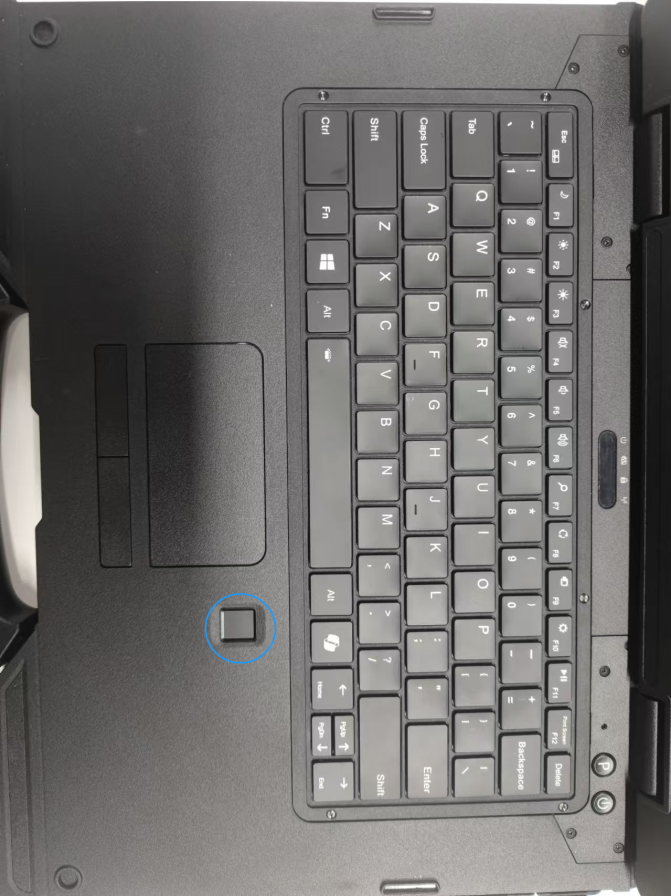 Esc F1 F2 F3 F4 F5 F6 F7 F8 F9 F10 F11 Print Screen F12 Delete
~ ` ! 1 @ 2 # 3 $ 4 % 5 ^ 6 & 7 * 8 ( 9 ) 0 _ - + = Backspace
Tab Q W E R T Y U I O P { [ } ] | \
Caps Lock A S D F G H J K L : ; " ' Enter
Shift Z X C V B N M < , > . ? / Shift
Ctrl Fn Alt Alt Home ← PgUp ↑ PgDn ↓ End →
P